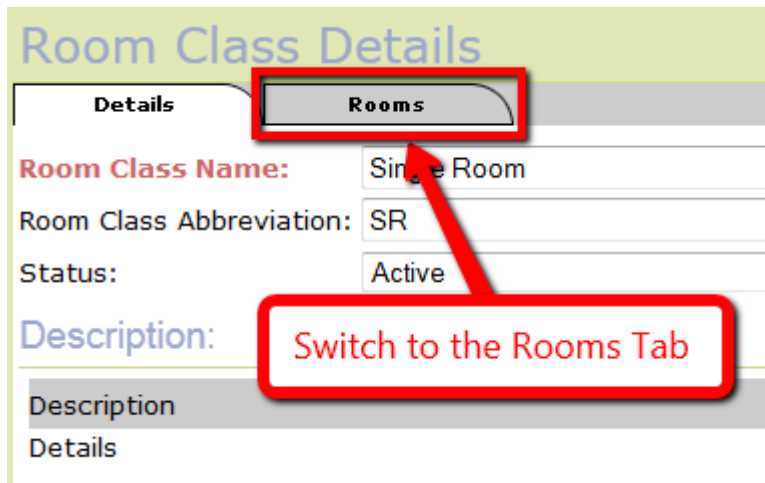 Room Class Details
Details Rooms
Room Class Name: Single Room
Room Class Abbreviation: SR
Status: Active
Description:
Switch to the Rooms Tab
Description
Details